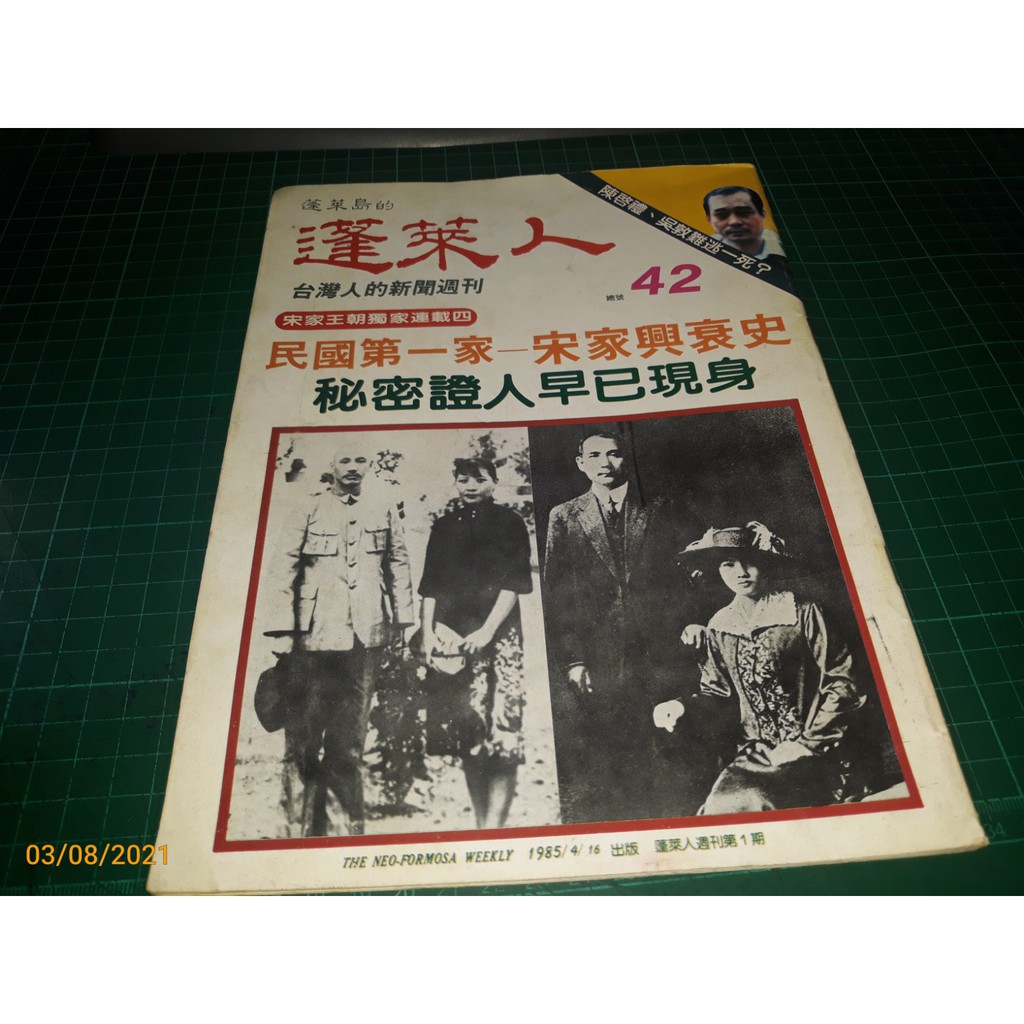 蓬萊島的
蓬萊人
台灣人的新聞週刊
陳啓禮、吳敦難逃一死？
總號 42
宋家王朝獨家連載四
民國第一家－宋家興衰史
秘密證人早已現身
THE NEO-FORMOSA WEEKLY 1985/4/16 出版 蓬萊人週刊第1期
03/08/2021